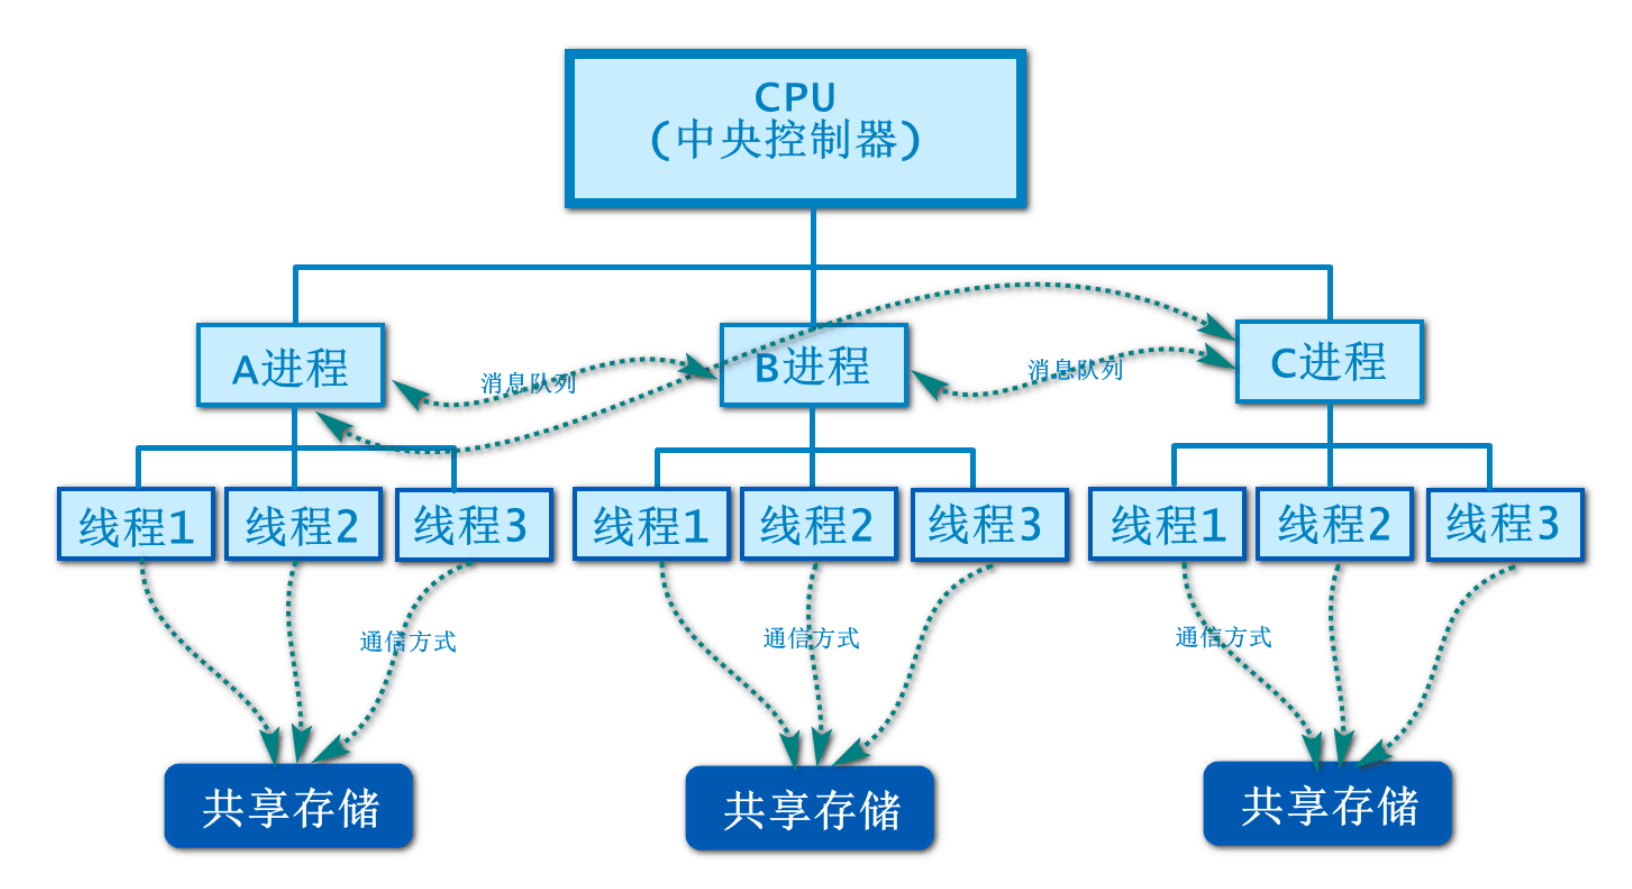 CPU
(中央控制器)
A进程
消息队列
B进程
消息队列
C进程
线程1
线程2
线程3
线程1
线程2
线程3
线程1
线程2
线程3
通信方式
通信方式
通信方式
共享存储
共享存储
共享存储